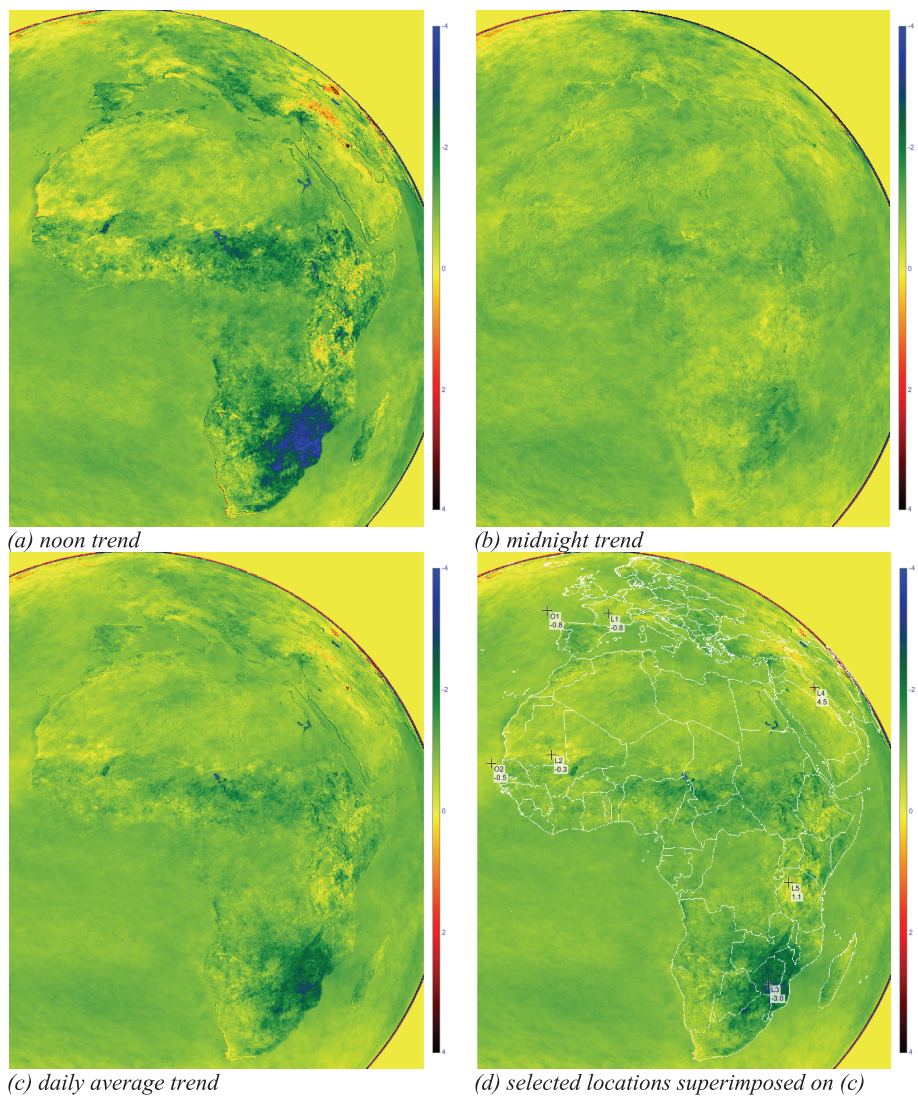 -4
-2
0
2
4
-4
-2
0
2
4
(a) noon trend
(b) midnight trend
-4
-2
0
2
4
-4
-2
0
2
4
O1
-0.8
L1
-0.8
L4
4.5
L2
-0.3
O2
-0.5
L5
1.1
L3
-3.0
(c) daily average trend
(d) selected locations superimposed on (c)